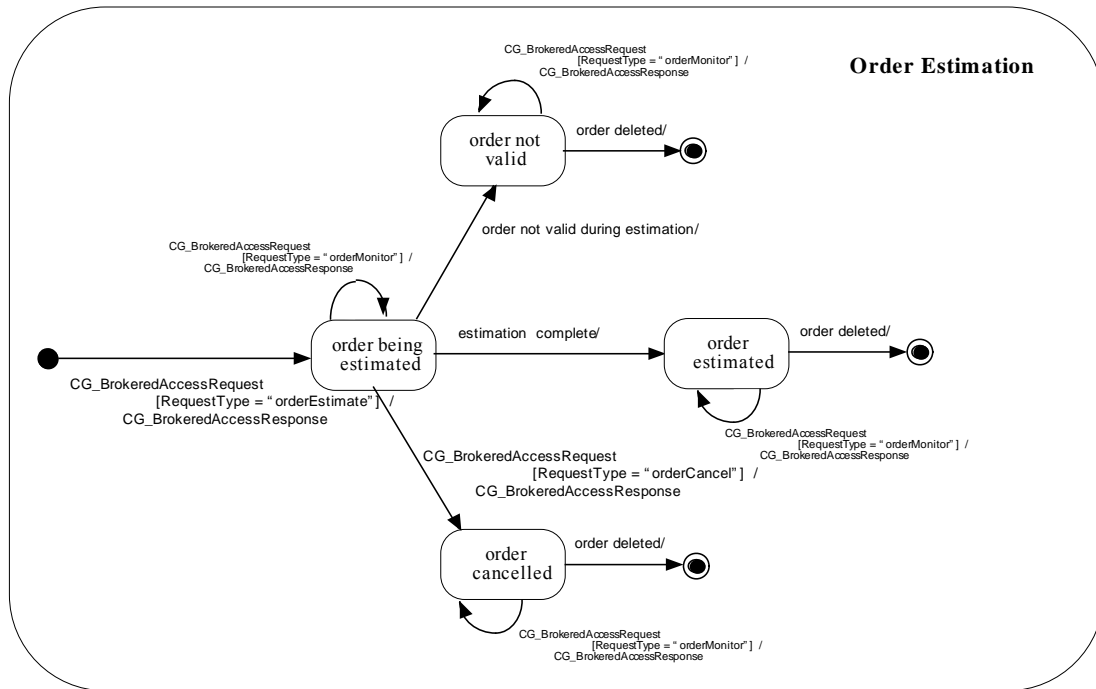 CG_BrokeredAccessRequest
[RequestType = “orderMonitor”] /
CG_BrokeredAccessResponse
Order Estimation
order not
valid
order deleted/
order not valid during estimation/
CG_BrokeredAccessRequest
[RequestType = “orderMonitor”] /
CG_BrokeredAccessResponse
order being
estimated
estimation complete/
order
estimated
order deleted/
CG_BrokeredAccessRequest
[RequestType = “orderEstimate”] /
CG_BrokeredAccessResponse
CG_BrokeredAccessRequest
[RequestType = “orderMonitor”] /
CG_BrokeredAccessResponse
CG_BrokeredAccessRequest
[RequestType = “orderCancel”] /
CG_BrokeredAccessResponse
order
cancelled
order deleted/
CG_BrokeredAccessRequest
[RequestType = “orderMonitor”] /
CG_BrokeredAccessResponse